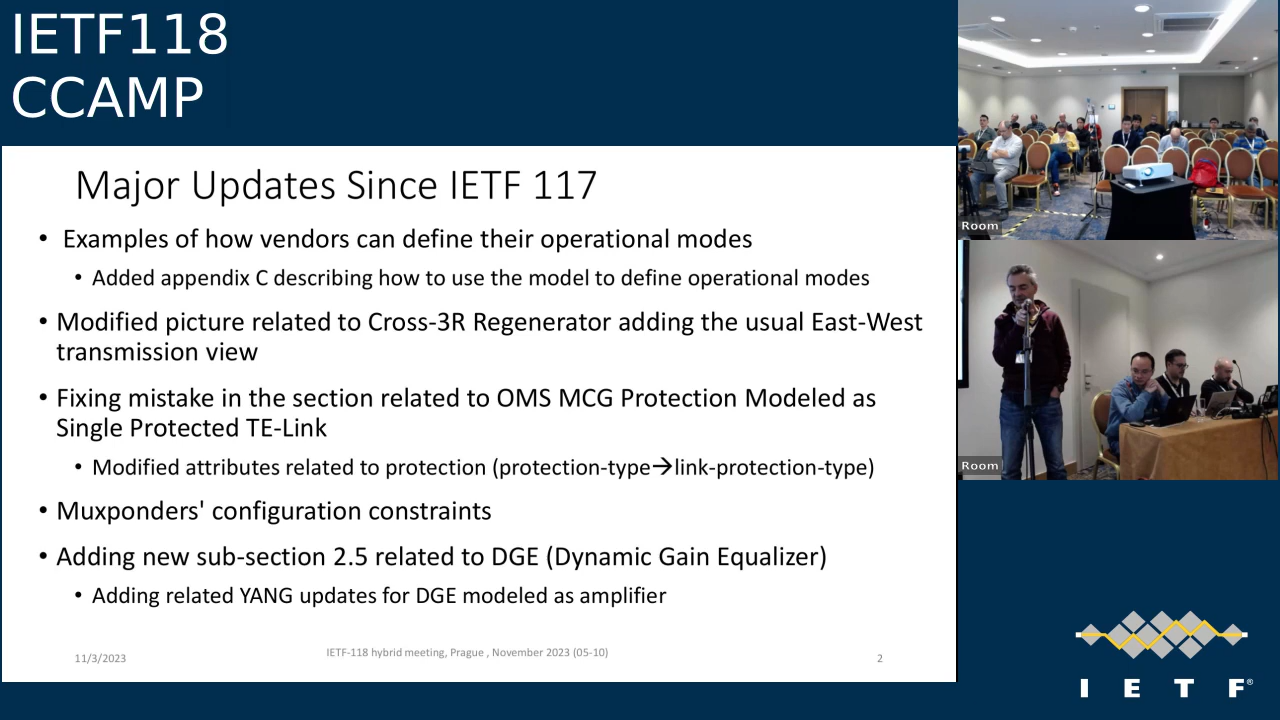 IETF118
CCAMP
Major Updates Since IETF 117
• Examples of how vendors can define their operational modes
• Added appendix C describing how to use the model to define operational modes
• Modified picture related to Cross-3R Regenerator adding the usual East-West
transmission view
• Fixing mistake in the section related to OMS MCG Protection Modeled as
Single Protected TE-Link
• Modified attributes related to protection (protection-type→link-protection-type)
• Muxponders' configuration constraints
• Adding new sub-section 2.5 related to DGE (Dynamic Gain Equalizer)
• Adding related YANG updates for DGE modeled as amplifier
11/3/2023
IETF-118 hybrid meeting, Prague , November 2023 (05-10)
2
Room
Room
I E T F®